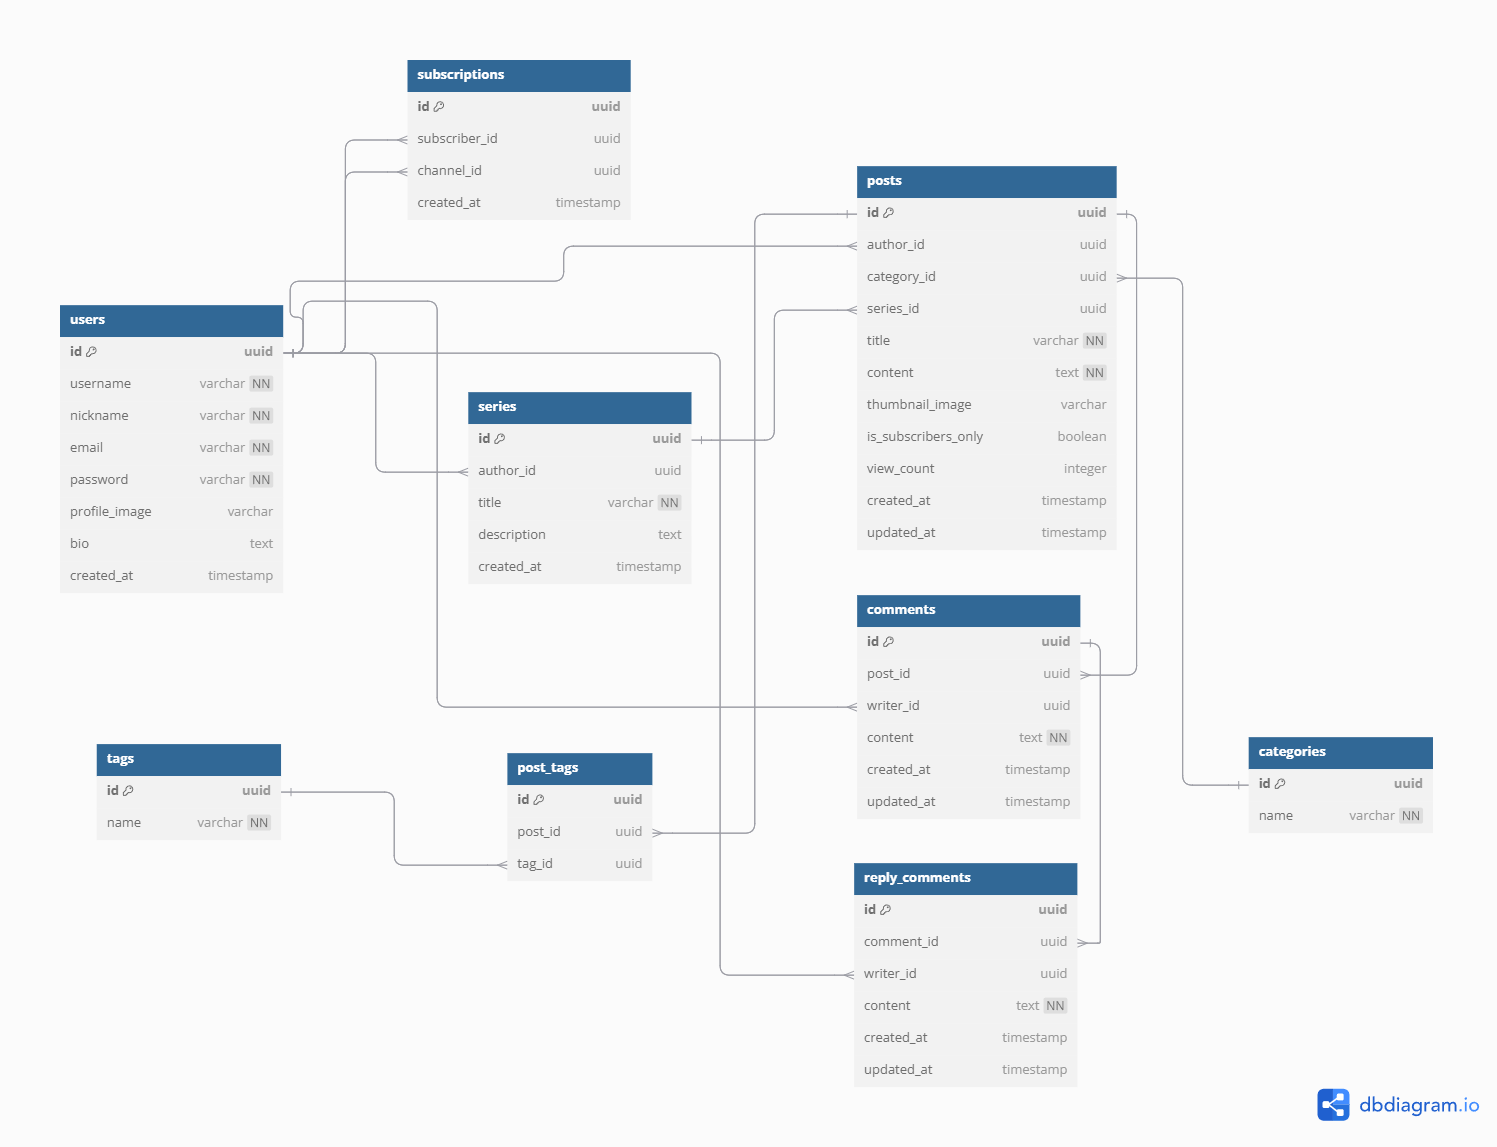 subscriptions
id uuid
subscriber_id uuid
channel_id uuid
created_at timestamp
posts
id uuid
author_id uuid
category_id uuid
series_id uuid
title varchar NN
content text NN
thumbnail_image varchar
is_subscribers_only boolean
view_count integer
created_at timestamp
updated_at timestamp
users
id uuid
username varchar NN
nickname varchar NN
email varchar NN
password varchar NN
profile_image varchar
bio text
created_at timestamp
series
id uuid
author_id uuid
title varchar NN
description text
created_at timestamp
comments
id uuid
post_id uuid
writer_id uuid
content text NN
created_at timestamp
updated_at timestamp
tags
id uuid
name varchar NN
post_tags
id uuid
post_id uuid
tag_id uuid
categories
id uuid
name varchar NN
reply_comments
id uuid
comment_id uuid
writer_id uuid
content text NN
created_at timestamp
updated_at timestamp
dbdiagram.io